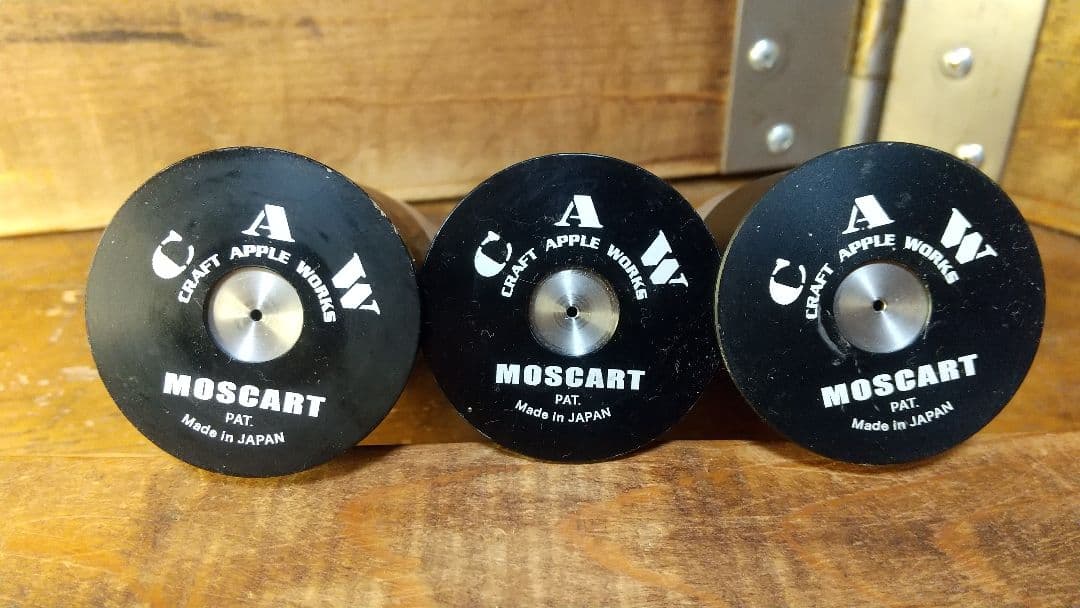 C A W
CRAFT APPLE WORKS
MOSCART
PAT.
Made in JAPAN
C A W
CRAFT APPLE WORKS
MOSCART
PAT.
Made in JAPAN
C A W
CRAFT APPLE WORKS
MOSCART
PAT.
Made in JAPAN